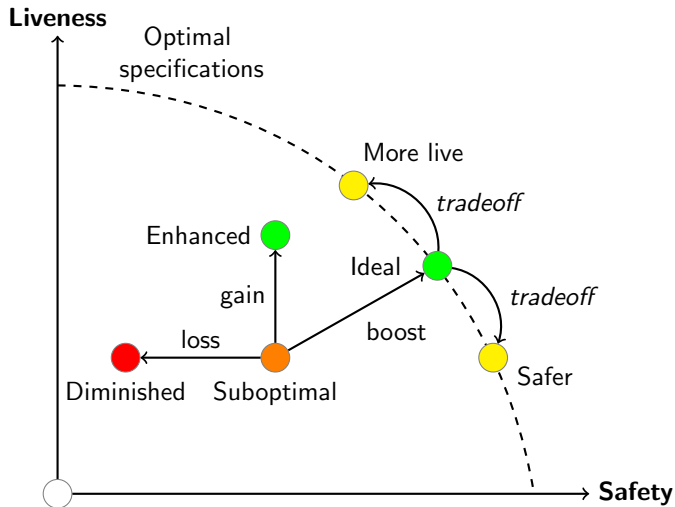 Liveness
Optimal
specifications
More live
tradeoff
Enhanced
Ideal
gain
tradeoff
loss
boost
Diminished
Suboptimal
Safer
Safety